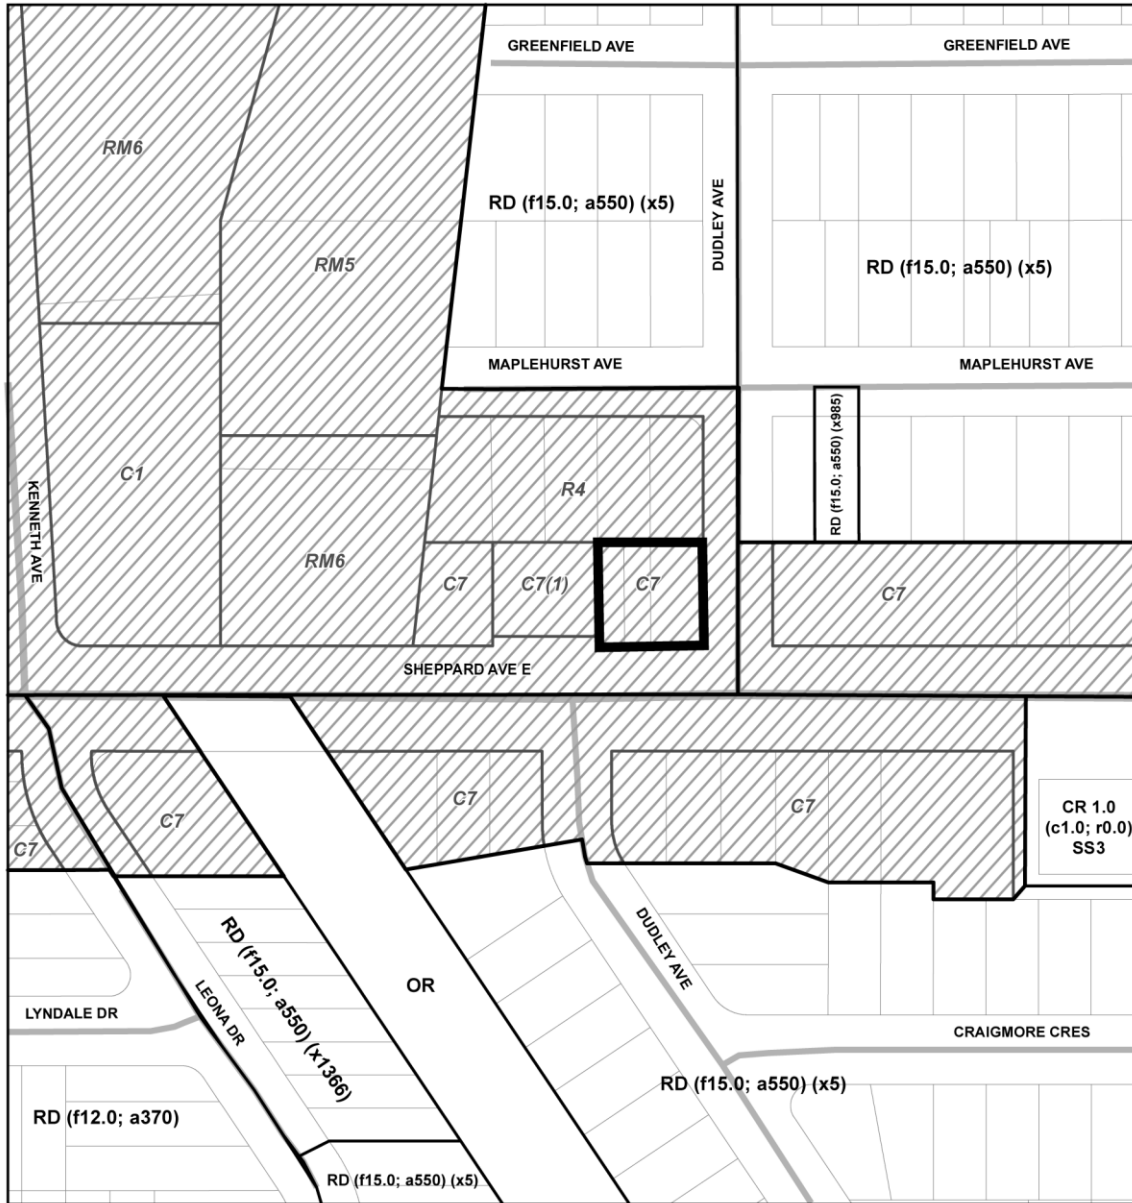 GREENFIELD AVE
GREENFIELD AVE
RM6
RD (f15.0; a550) (x5)
DUDLEY AVE
RM5
RD (f15.0; a550) (x5)
MAPLEHURST AVE
MAPLEHURST AVE
KENNETH AVE
C1
R4
RD (f15.0; a550) (x985)
RM6
C7
C7(1)
C7
C7
SHEPPARD AVE E
C7
C7
C7
C7
CR 1.0
(c1.0; r0.0)
SS3
RD (f15.0; a550) (x1366)
LEONA DR
OR
DUDLEY AVE
LYNDALE DR
CRAIGMORE CRES
RD (f15.0; a550) (x5)
RD (f12.0; a370)
RD (f15.0; a550) (x5)